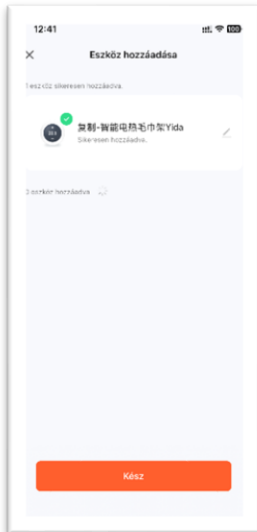 12:41
100
Eszköz hozzáadása
1 eszköz sikeresen hozzáadva.
复制-智能电热毛巾架Yida
Sikeresen hozzáadva.
eszköz hozzáadva
Kész